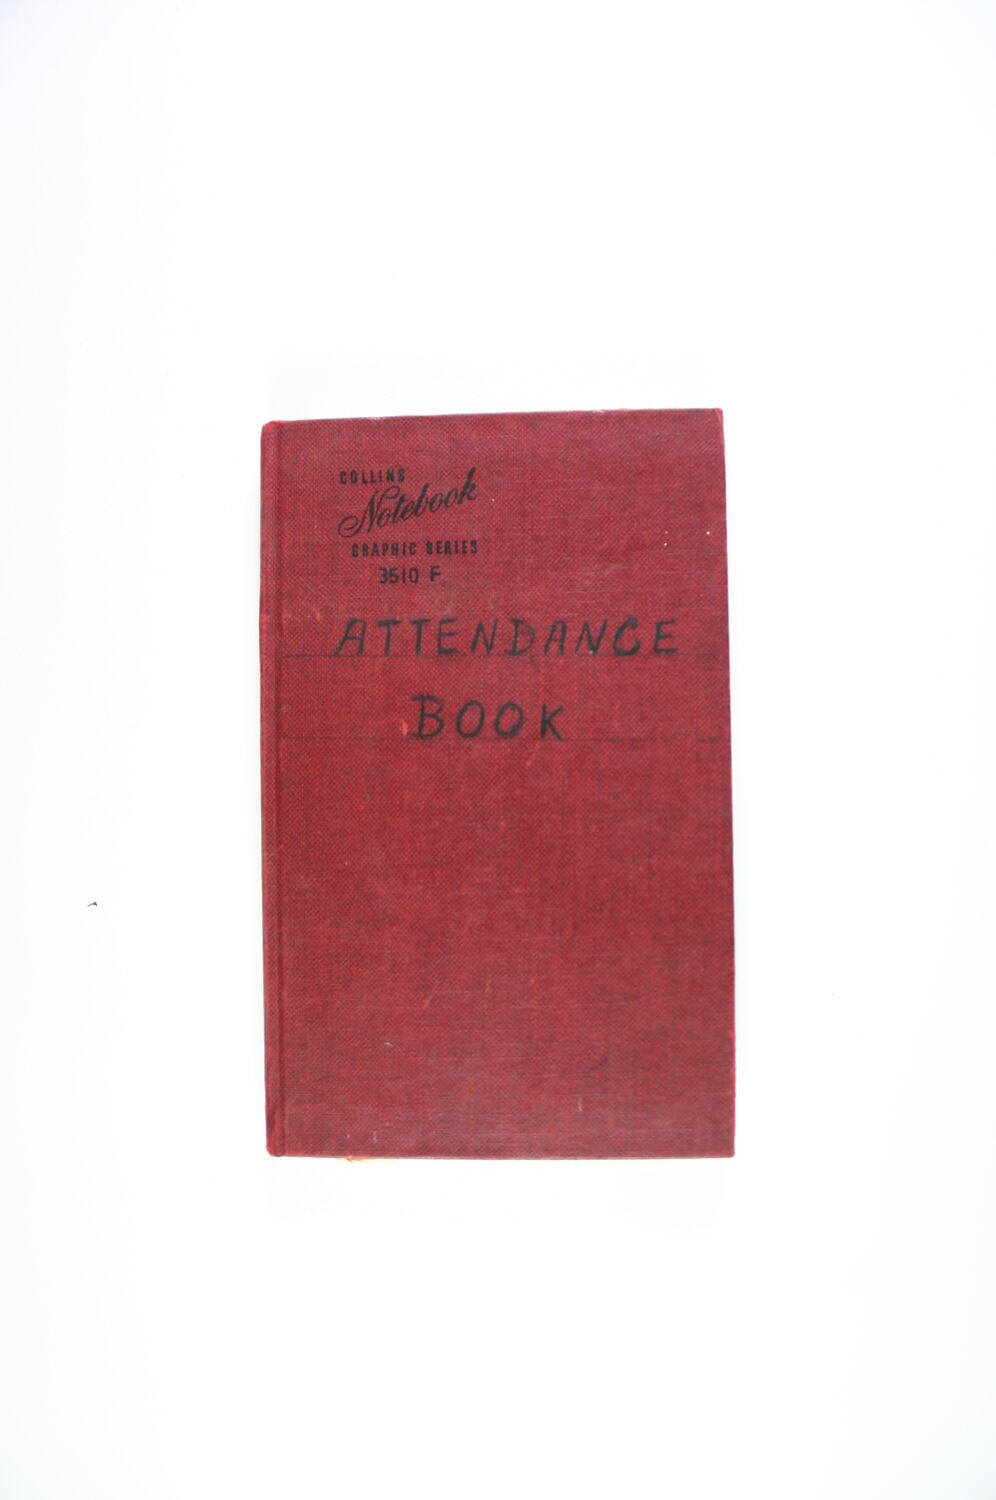 COLLINS
Notebook
GRAPHIC SERIES
3510 F
ATTENDANCE
BOOK